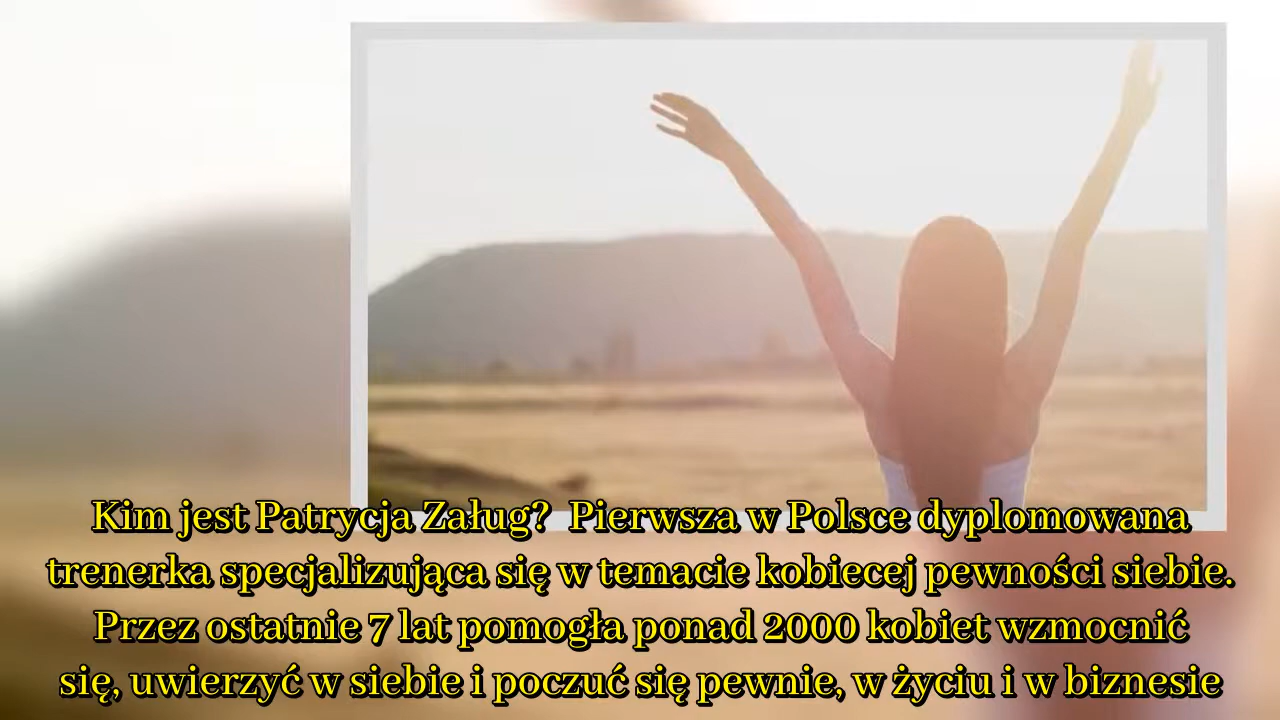 Kim jest Patrycja Załug?  Pierwsza w Polsce dyplomowana
trenerka specjalizująca się w temacie kobiecej pewności siebie.
Przez ostatnie 7 lat pomogła ponad 2000 kobiet wzmocnić
się, uwierzyć w siebie i poczuć się pewnie, w życiu i w biznesie